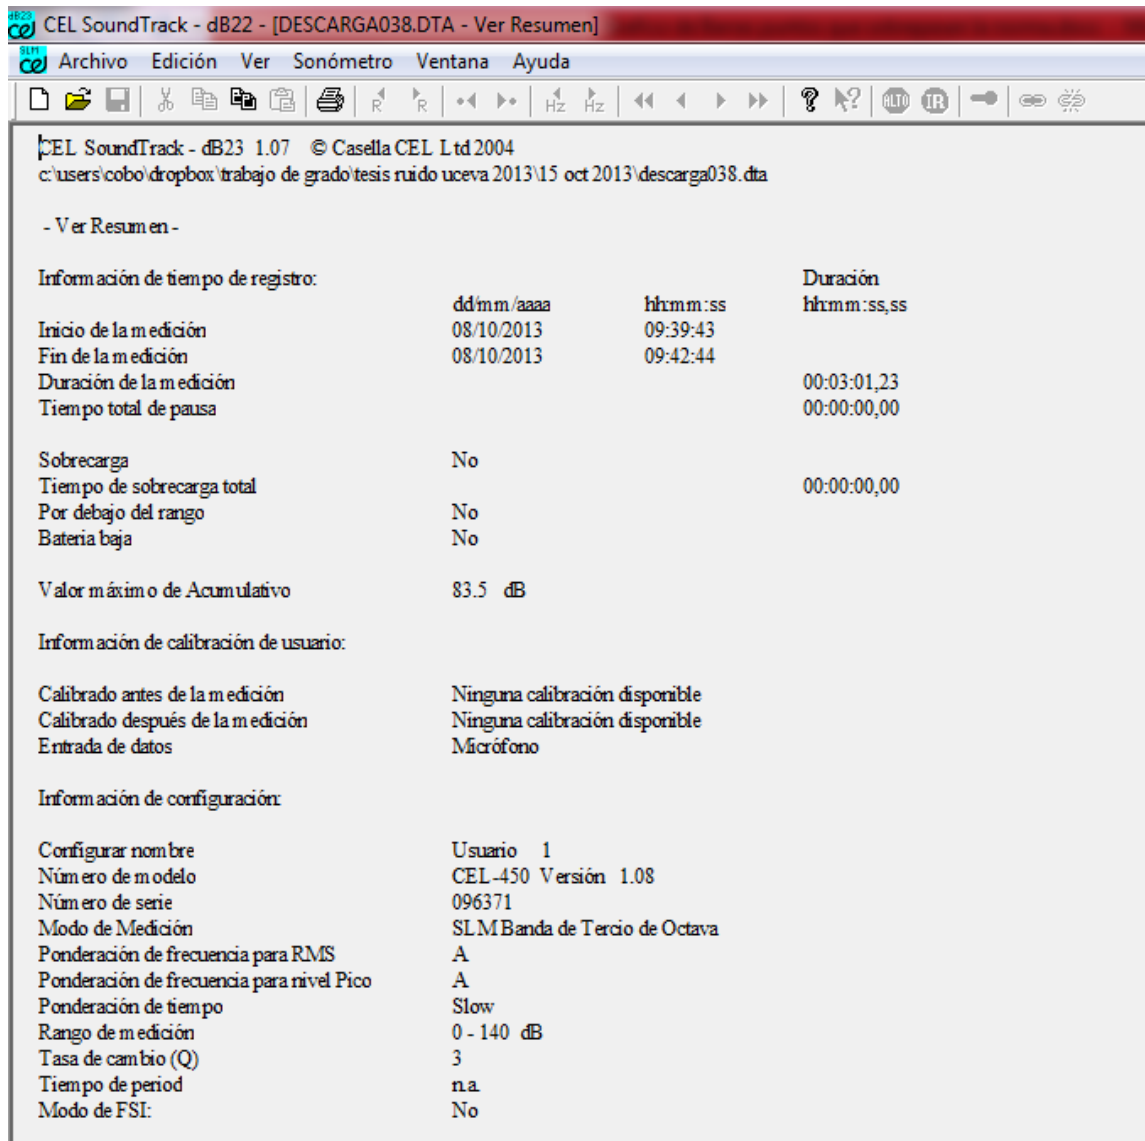 CEL SoundTrack - dB22 - [DESCARGA038.DTA - Ver Resumen]
Archivo Edición Ver Sonómetro Ventana Ayuda
CEL SoundTrack - dB23 1.07 © Casella CEL Ltd 2004
c:\users\cobo\dropbox\trabajo de grado\tesis ruido uceva 2013\15 oct 2013\descarga038.dta
- Ver Resumen -
Información de tiempo de registro: Duración
dd/mm/aaaa hh:mm:ss hh:mm:ss,ss
Inicio de la medición 08/10/2013 09:39:43
Fin de la medición 08/10/2013 09:42:44
Duración de la medición 00:03:01,23
Tiempo total de pausa 00:00:00,00
Sobrecarga No
Tiempo de sobrecarga total 00:00:00,00
Por debajo del rango No
Bateria baja No
Valor máximo de Acumulativo 83.5 dB
Información de calibración de usuario:
Calibrado antes de la medición Ninguna calibración disponible
Calibrado después de la medición Ninguna calibración disponible
Entrada de datos Micrófono
Información de configuración:
Configurar nombre Usuario 1
Número de modelo CEL-450 Versión 1.08
Número de serie 096371
Modo de Medición SLM Banda de Tercio de Octava
Ponderación de frecuencia para RMS A
Ponderación de frecuencia para nivel Pico A
Ponderación de tiempo Slow
Rango de medición 0 - 140 dB
Tasa de cambio (Q) 3
Tiempo de period n.a.
Modo de FSI: No